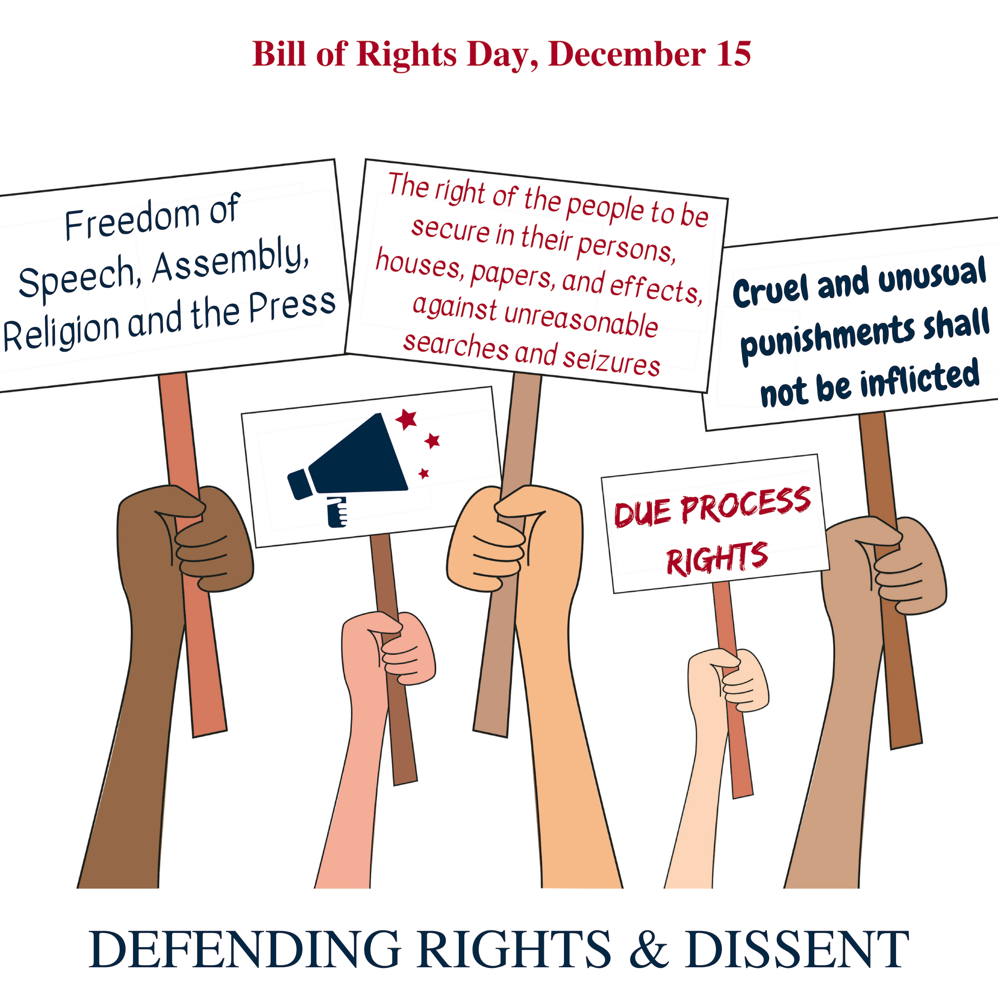 Bill of Rights Day, December 15
Freedom of
Speech, Assembly,
Religion and the Press
The right of the people to be
secure in their persons,
houses, papers, and effects,
against unreasonable
searches and seizures
Cruel and unusual
punishments shall
not be inflicted
DUE PROCESS
RIGHTS
DEFENDING RIGHTS & DISSENT